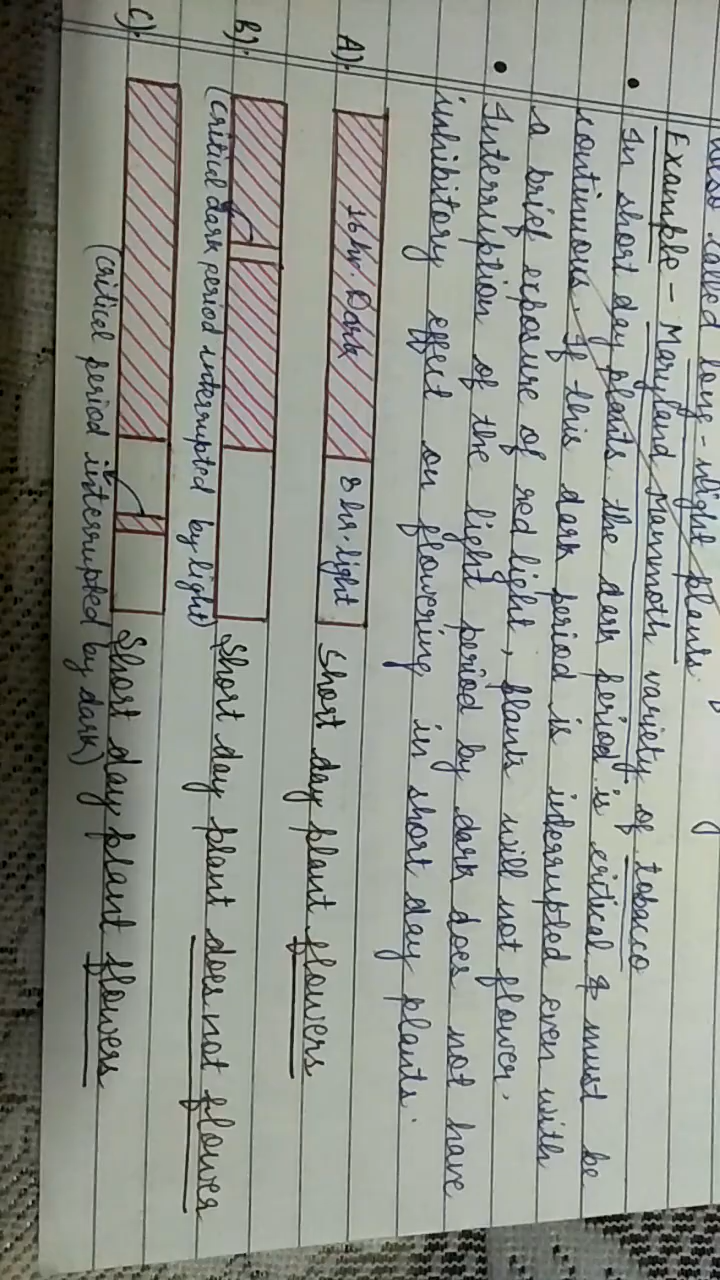 also called long-night plants.
Example - Maryland Mammoth variety of tobacco
• In short day plants the dark period is critical & must be
continuous. If this dark period is interrupted even with
a brief exposure of red light, plants will not flower.
• Interruption of the light period by dark does not have
inhibitory effect on flowering in short day plants.
A). 16 hr. Dark 8 hr. light Short day plant flowers
B). Short day plant does not flower
(critical dark period interrupted by light)
C). Short day plant flowers
(critical period interrupted by dark)